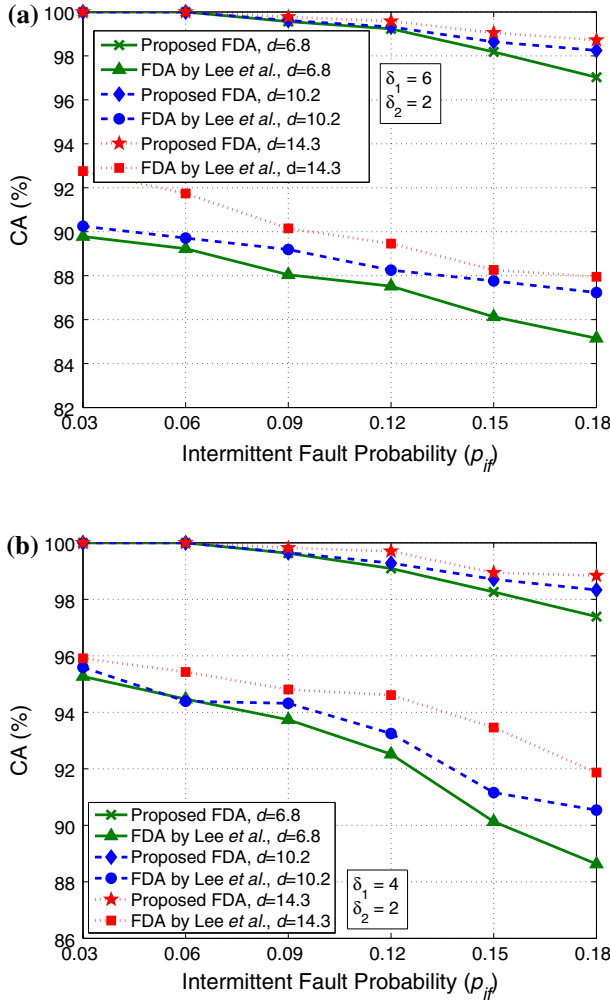 (a)
100
98
96
94
92
90
88
86
84
82
CA (%)
Proposed FDA, d=6.8
FDA by Lee et al., d=6.8
Proposed FDA, d=10.2
FDA by Lee et al., d=10.2
Proposed FDA, d=14.3
FDA by Lee et al., d=14.3
δ1 = 6
δ2 = 2
0.03 0.06 0.09 0.12 0.15 0.18
Intermittent Fault Probability (pif)
(b)
100
98
96
94
92
90
88
86
CA (%)
Proposed FDA, d=6.8
FDA by Lee et al., d=6.8
Proposed FDA, d=10.2
FDA by Lee et al., d=10.2
Proposed FDA, d=14.3
FDA by Lee et al., d=14.3
δ1 = 4
δ2 = 2
0.03 0.06 0.09 0.12 0.15 0.18
Intermittent Fault Probability (pif)